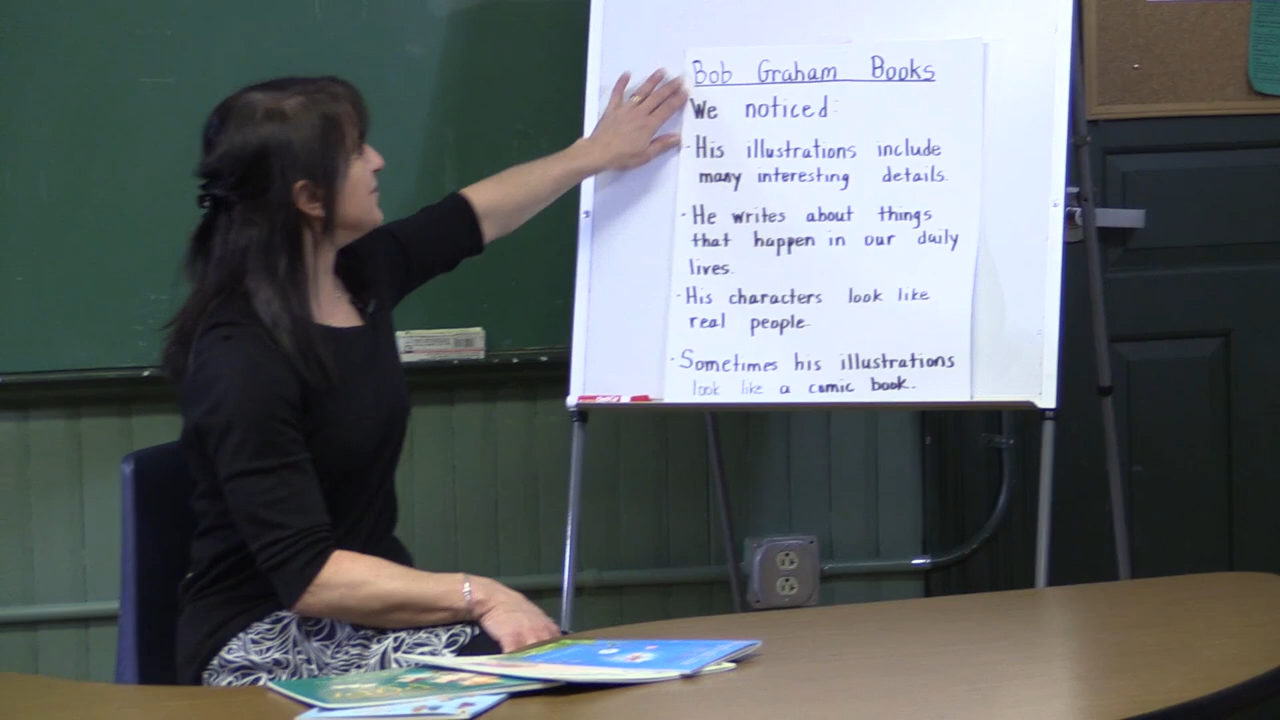 Bob Graham Books
We noticed:
· His illustrations include
many interesting details.
· He writes about things
that happen in our daily
lives.
· His characters look like
real people.
· Sometimes his illustrations
look like a comic book.